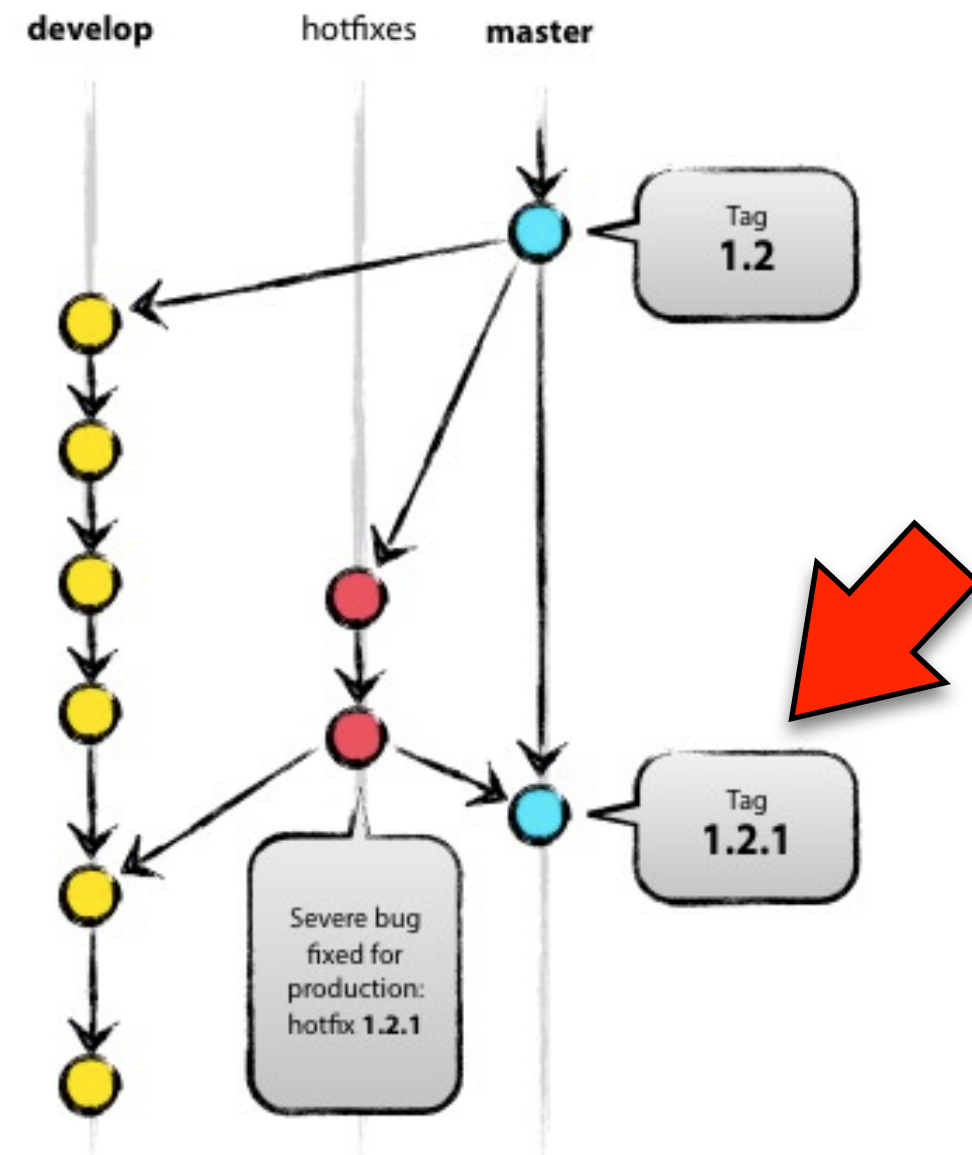 develop
hotfixes
master
Tag
1.2
Tag
1.2.1
Severe bug
fixed for
production:
hotfix 1.2.1